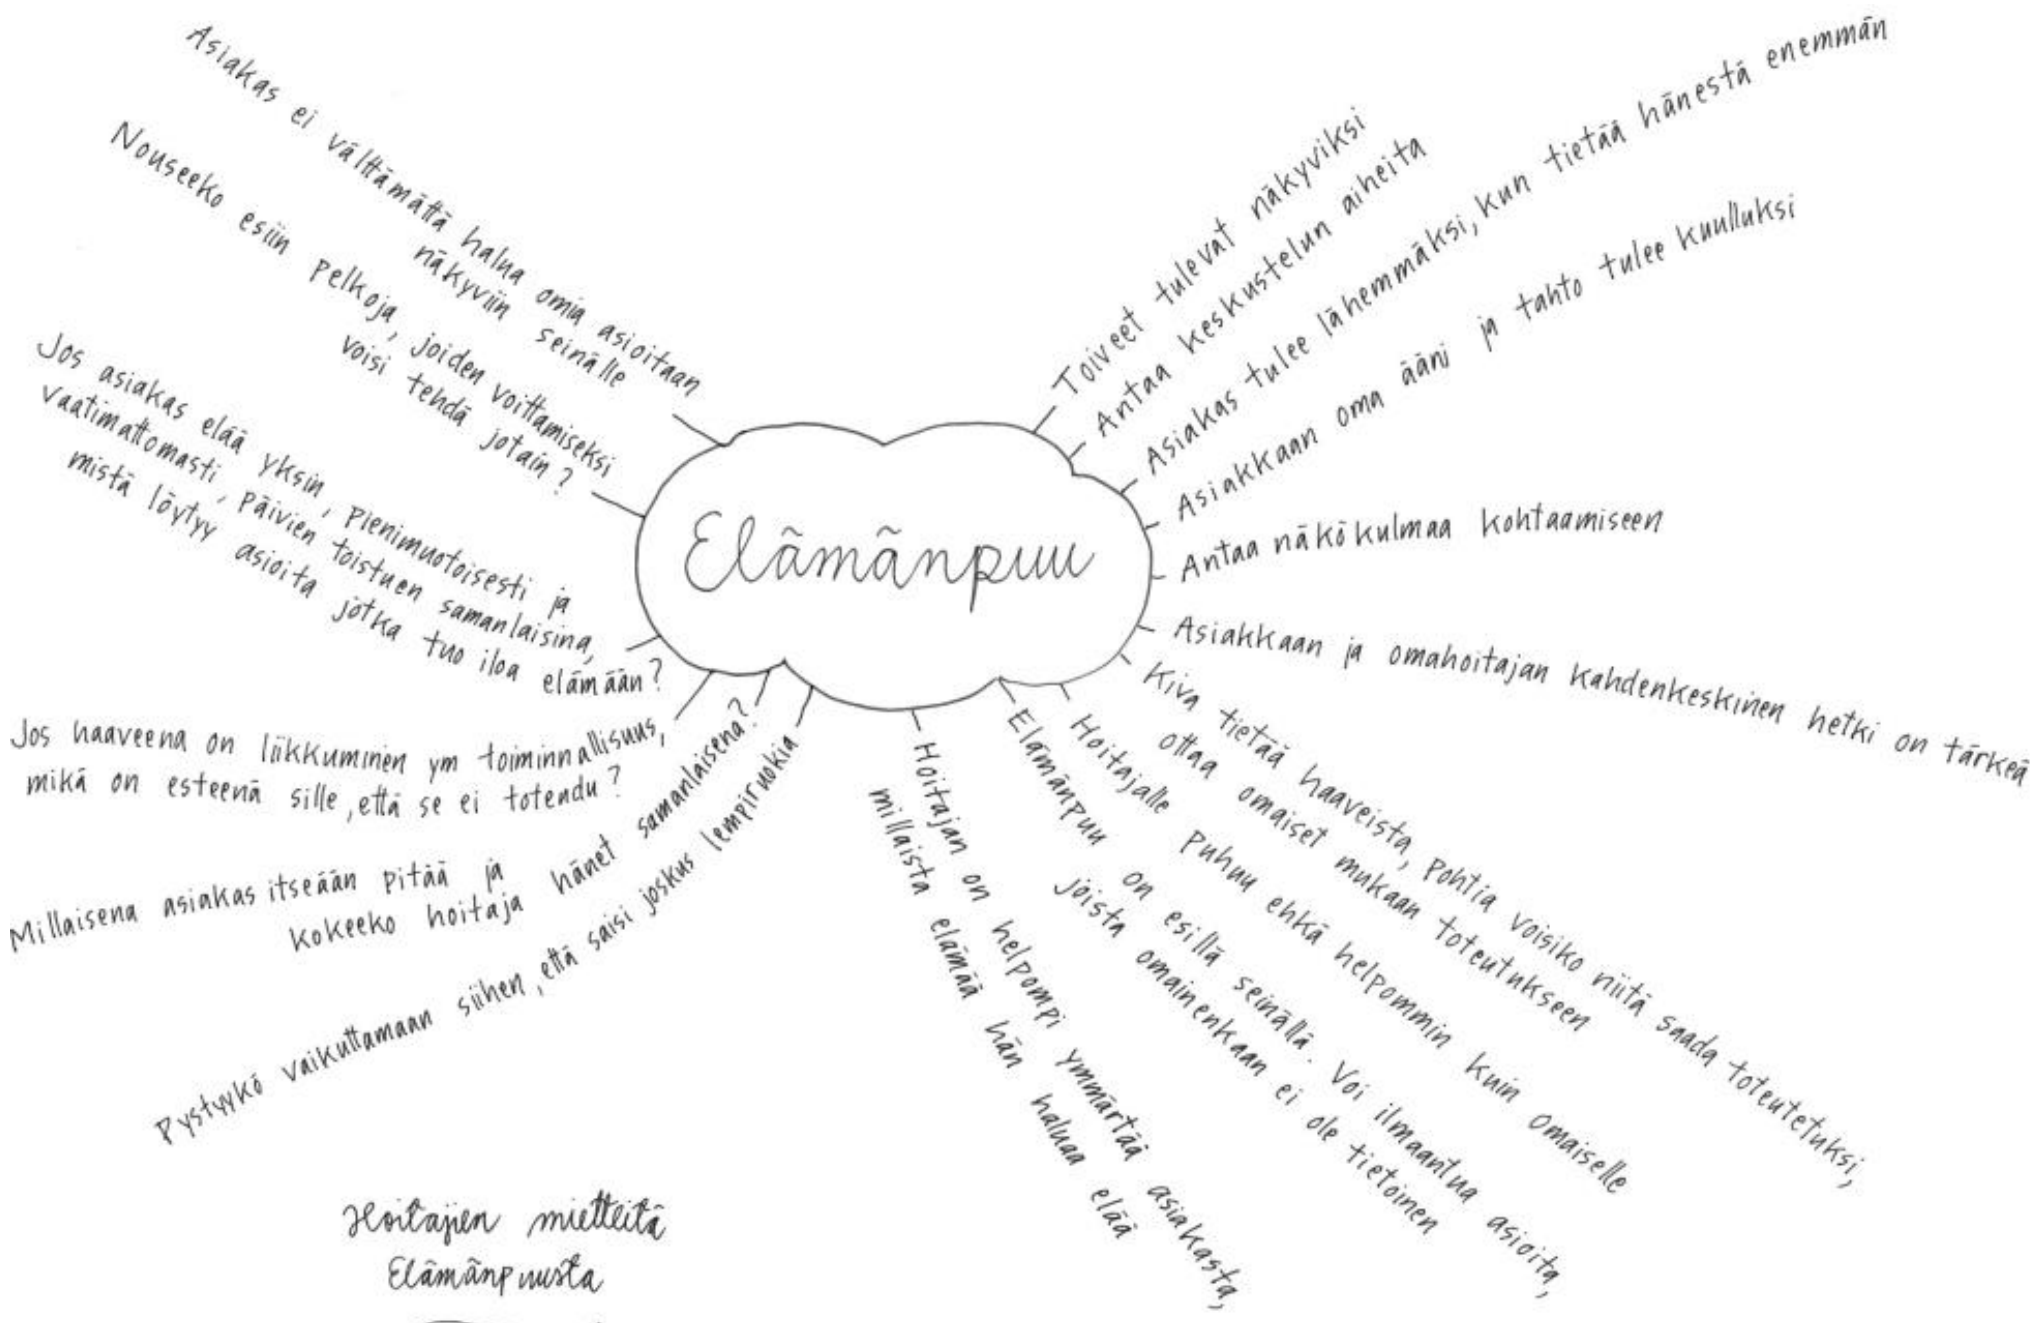 Asiakas ei välttämättä halua omia asioitaan
näkyviin seinälle
Nouseeko esiin pelkoja, joiden voittamiseksi
voisi tehdä jotain?
Jos asiakas elää yksin, pienimuotoisesti ja
vaatimattomasti, päivien toistuen samanlaisina,
mistä löytyy asioita jotka tuo iloa elämään?
Jos haaveena on liikkuminen ym toiminnallisuus,
mikä on esteenä sille, että se ei toteudu?
Millaisena asiakas itseään pitää ja
kokeeko hoitaja hänet samanlaisena?
Pystyykö vaikuttamaan siihen, että saisi joskus lempiruokia
Elämänpuu
Toiveet tulevat näkyviksi
Antaa keskustelun aiheita
Asiakas tulee lähemmäksi, kun tietää hänestä enemmän
Asiakkaan oma ääni ja tahto tulee kuulluksi
Antaa näkökulmaa kohtaamiseen
Asiakkaan ja omahoitajan kahdenkeskinen hetki on tärkeä
Kiva tietää haaveista, pohtia voisiko niitä saada toteutetuksi,
ottaa omaiset mukaan toteutukseen
Hoitajalle puhuu ehkä helpommin kuin omaiselle
Elämänpuu on esillä seinällä. Voi ilmaantua asioita,
joista omainenkaan ei ole tietoinen
Hoitajan on helpompi ymmärtää asiakasta,
millaista elämää hän haluaa elää
Hoitajien mietteitä
Elämänpuusta